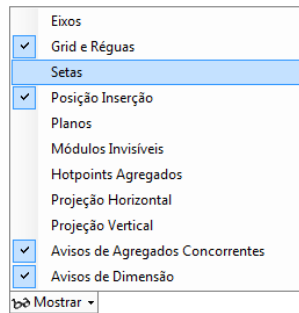 Eixos
Grid e Réguas
Setas
Posição Inserção
Planos
Módulos Invisíveis
Hotpoints Agregados
Projeção Horizontal
Projeção Vertical
Avisos de Agregados Concorrentes
Avisos de Dimensão
Mostrar